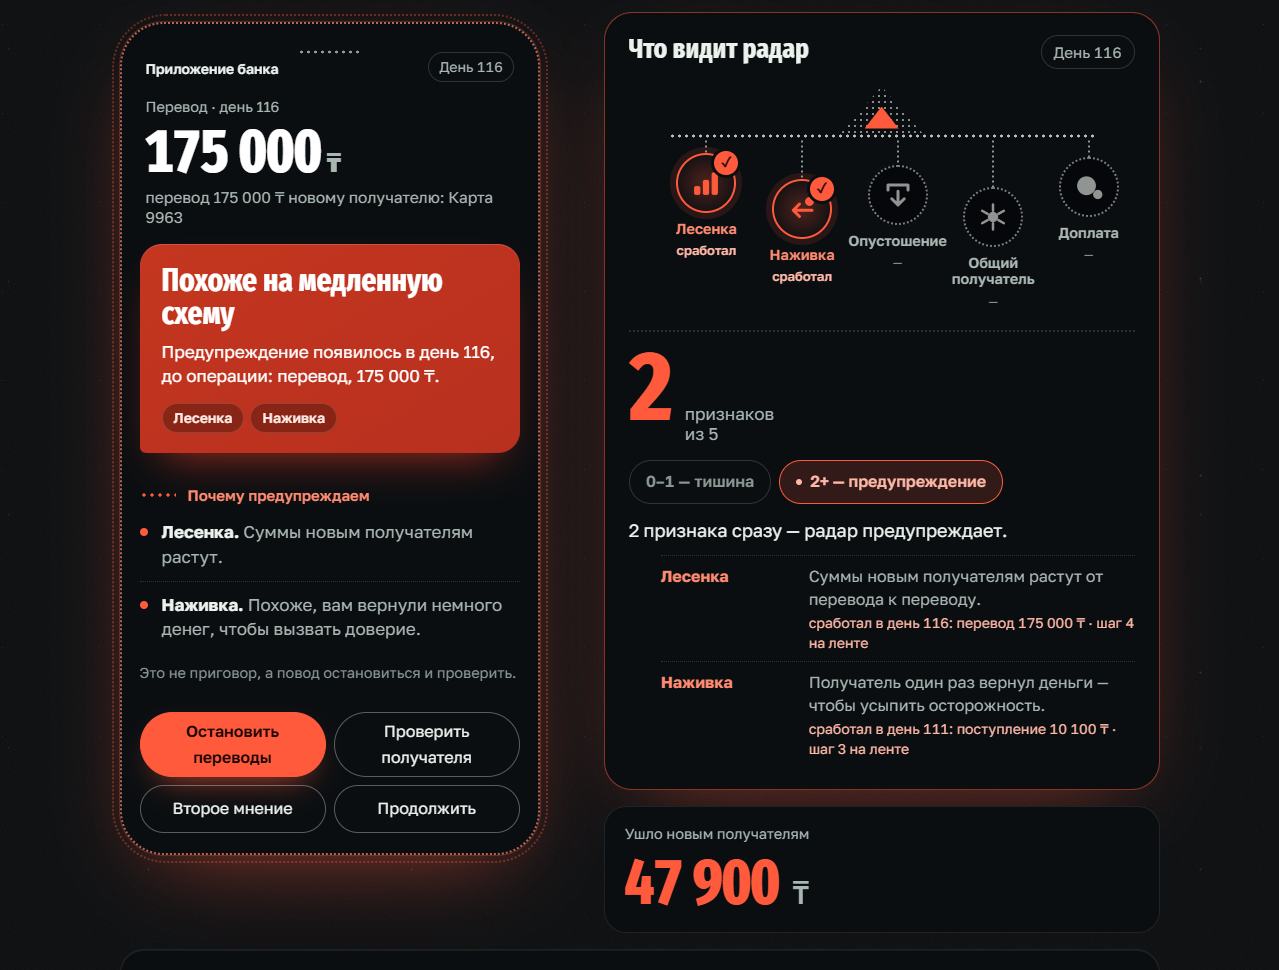 Приложение банка
День 116
Перевод · день 116
175 000 ₸
перевод 175 000 ₸ новому получателю: Карта
9963
Похоже на медленную
схему
Предупреждение появилось в день 116,
до операции: перевод, 175 000 ₸.
Лесенка
Наживка
Почему предупреждаем
Лесенка. Суммы новым получателям
растут.
Наживка. Похоже, вам вернули немного
денег, чтобы вызвать доверие.
Это не приговор, а повод остановиться и проверить.
Остановить
переводы
Проверить
получателя
Второе мнение
Продолжить
Что видит радар
День 116
Лесенка
сработал
Наживка
сработал
Опустошение
–
Общий
получатель
–
Доплата
–
2 признаков
из 5
0–1 — тишина
2+ — предупреждение
2 признака сразу — радар предупреждает.
Лесенка
Суммы новым получателям растут от
перевода к переводу.
сработал в день 116: перевод 175 000 ₸ · шаг 4
на ленте
Наживка
Получатель один раз вернул деньги —
чтобы усыпить осторожность.
сработал в день 111: поступление 10 100 ₸ ·
шаг 3 на ленте
Ушло новым получателям
47 900 ₸